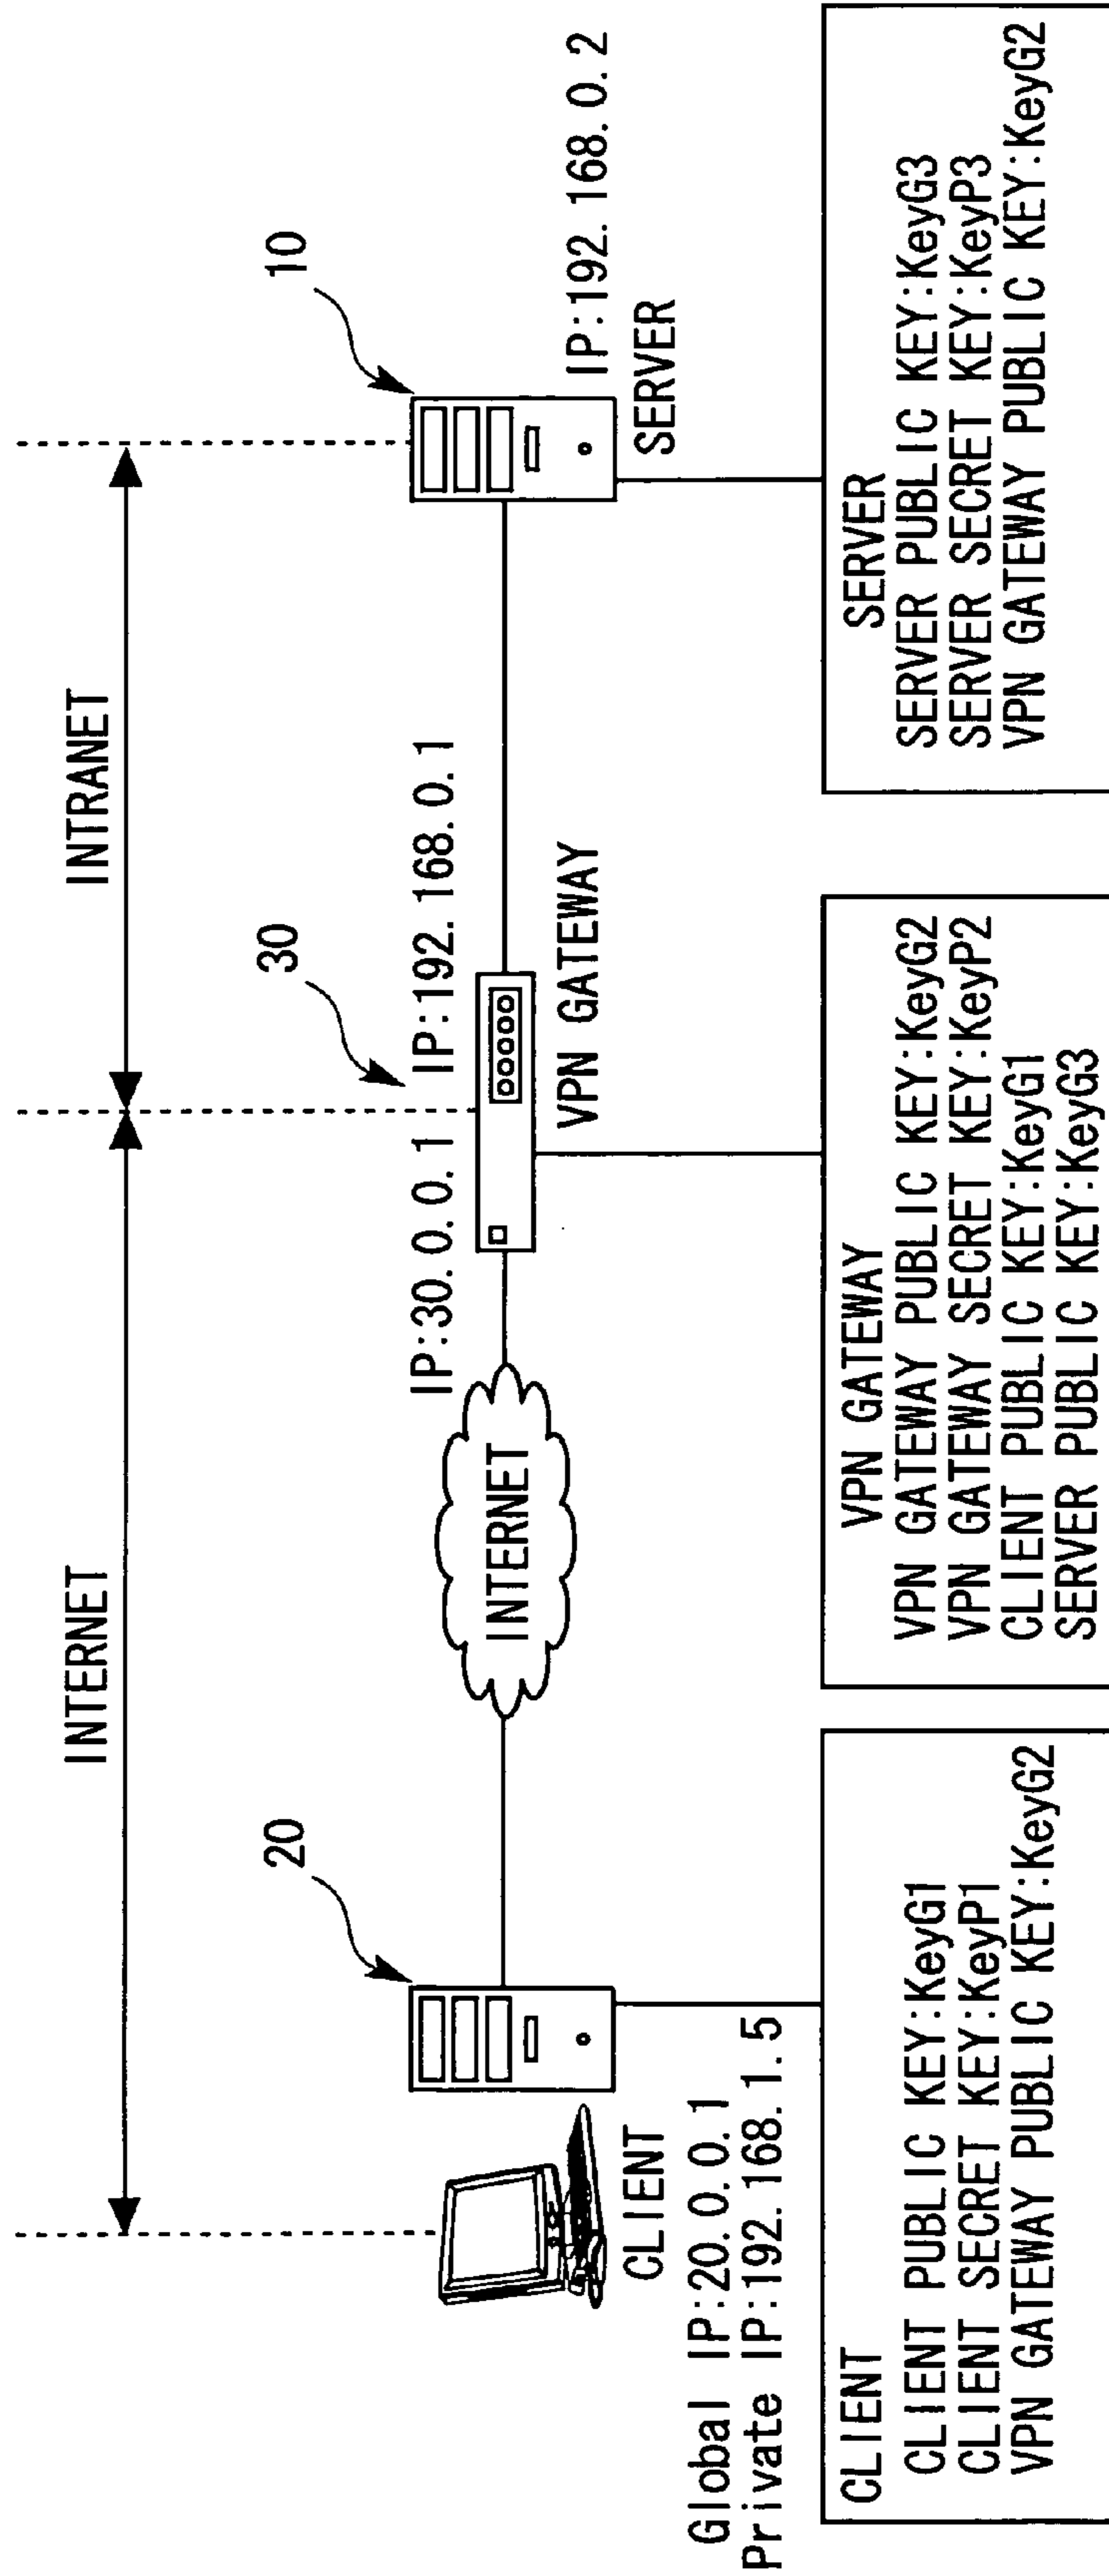 INTERNET
INTRANET
20
30
10
IP:30. 0. 0. 1
IP:192. 168. 0. 1
INTERNET
VPN GATEWAY
IP:192. 168. 0. 2
SERVER
CLIENT
Global IP:20. 0. 0. 1
Private IP:192. 168. 1. 5
CLIENT
CLIENT PUBLIC KEY:KeyG1
CLIENT SECRET KEY:KeyP1
VPN GATEWAY PUBLIC KEY:KeyG2
VPN GATEWAY
VPN GATEWAY PUBLIC KEY:KeyG2
VPN GATEWAY SECRET KEY:KeyP2
CLIENT PUBLIC KEY:KeyG1
SERVER PUBLIC KEY:KeyG3
SERVER
SERVER PUBLIC KEY:KeyG3
SERVER SECRET KEY:KeyP3
VPN GATEWAY PUBLIC KEY:KeyG2